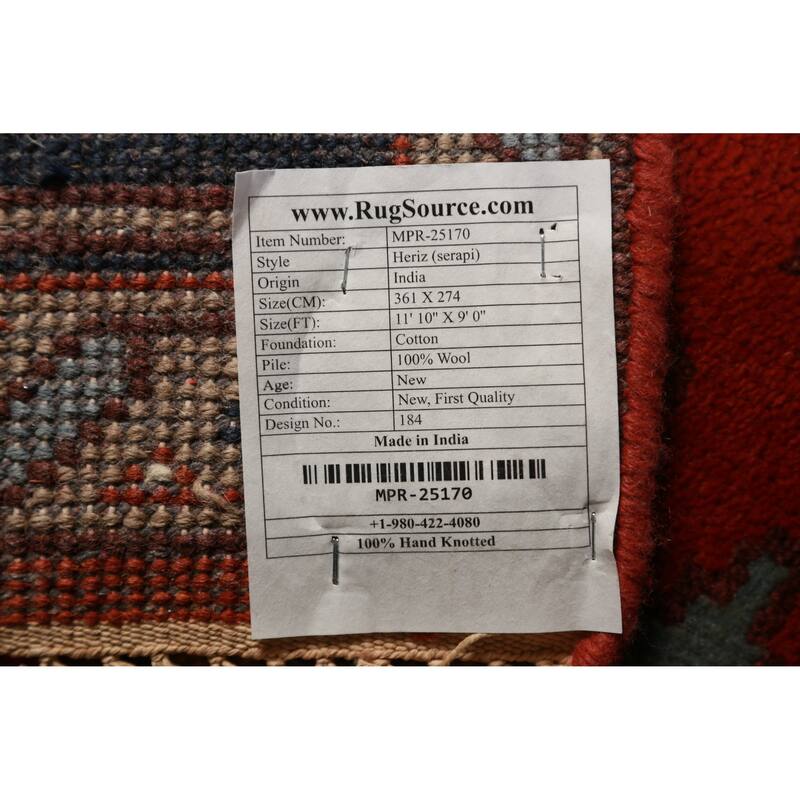 www.RugSource.com
Item Number: MPR-25170
Style Heriz (serapi)
Origin India
Size(CM): 361 X 274
Size(FT): 11' 10" X 9' 0"
Foundation: Cotton
Pile: 100% Wool
Age: New
Condition: New, First Quality
Design No.: 184
Made in India
MPR-25170
+1-980-422-4080
100% Hand Knotted